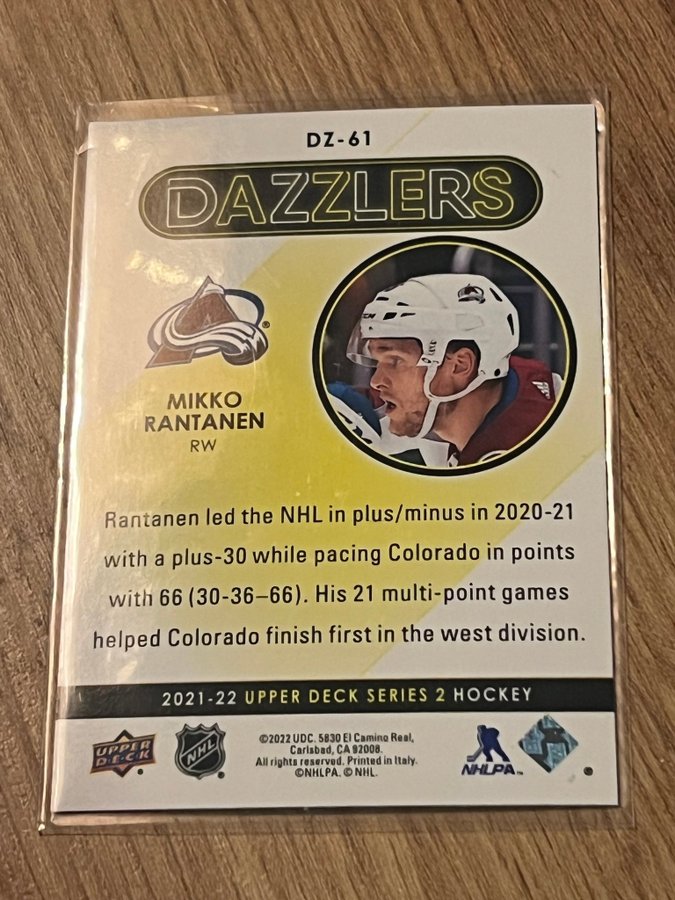 DZ-61
DAZZLERS
MIKKO
RANTANEN
RW
Rantanen led the NHL in plus/minus in 2020-21
with a plus-30 while pacing Colorado in points
with 66 (30-36–66). His 21 multi-point games
helped Colorado finish first in the west division.
2021-22 UPPER DECK SERIES 2 HOCKEY
UPPER
DECK
NHL
©2022 UDC. 5830 El Camino Real,
Carlsbad, CA 92008.
All rights reserved. Printed in Italy.
©NHLPA. © NHL.
NHLPA™